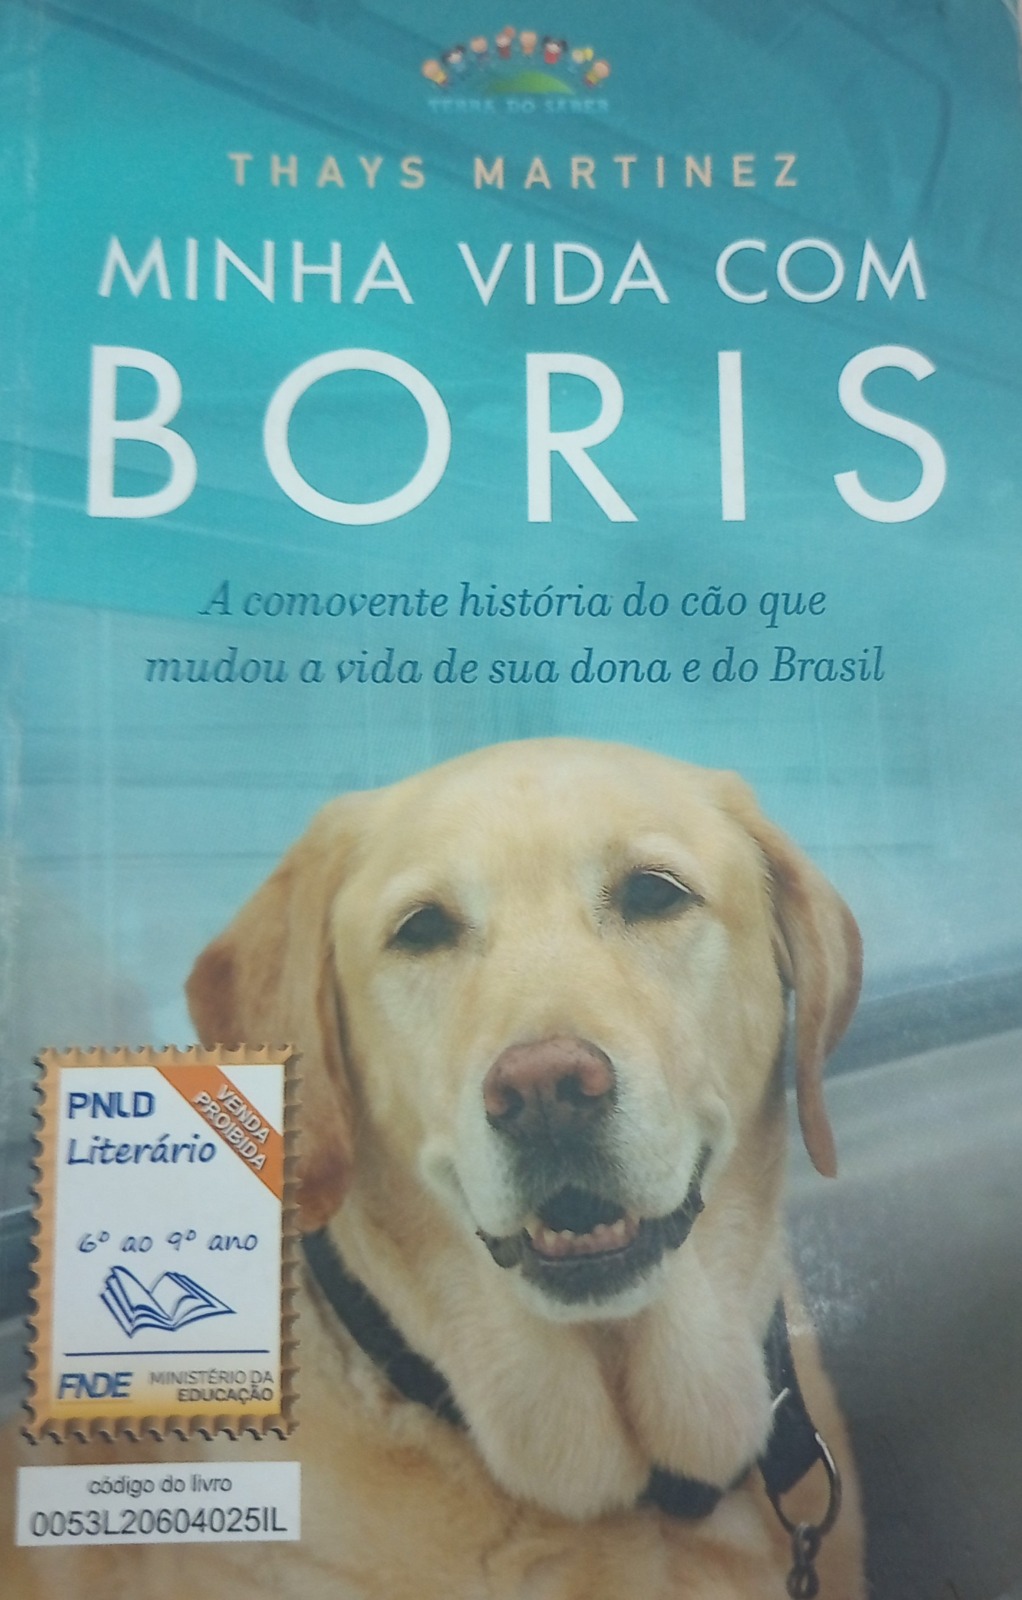 TERRA DO SABER
THAYS MARTINEZ
MINHA VIDA COM
BORIS
A comovente história do cão que
mudou a vida de sua dona e do Brasil
PNLD
Literário
VENDA
PROIBIDA
6º ao 9º ano
FNDE
MINISTÉRIO DA
EDUCAÇÃO
código do livro
0053L20604025IL